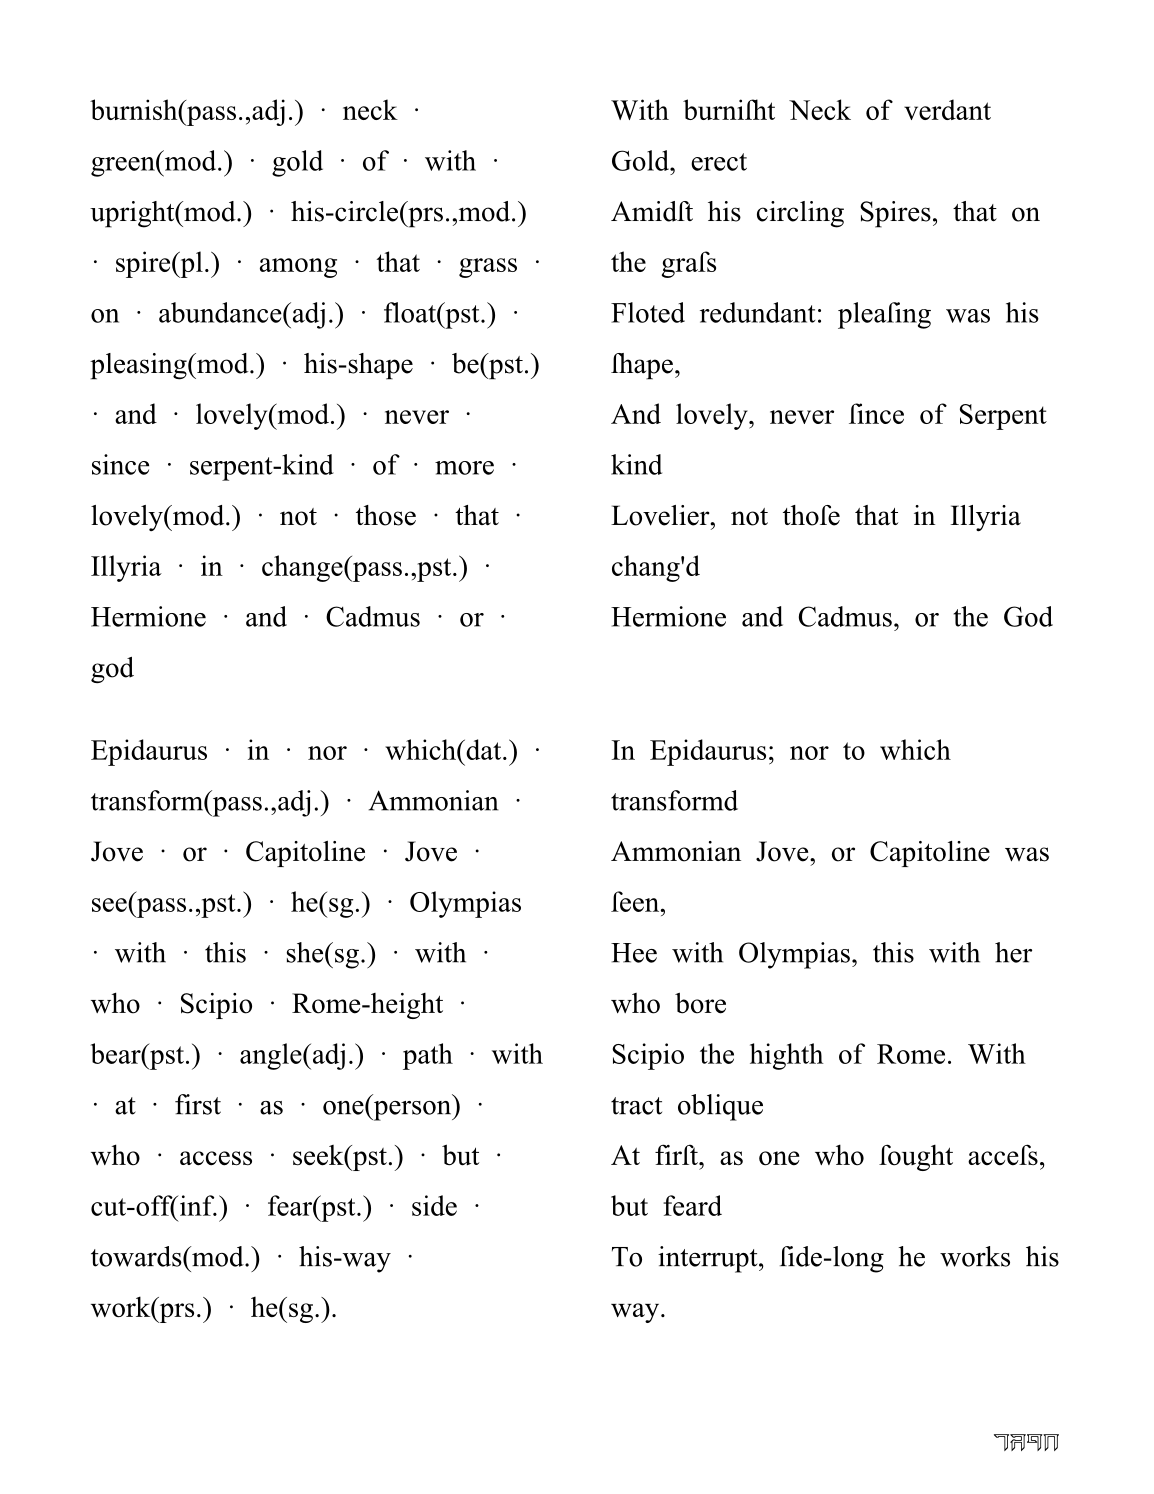 burnish(pass.,adj.) · neck ·
green(mod.) · gold · of · with ·
upright(mod.) · his-circle(prs.,mod.)
· spire(pl.) · among · that · grass ·
on · abundance(adj.) · float(pst.) ·
pleasing(mod.) · his-shape · be(pst.)
· and · lovely(mod.) · never ·
since · serpent-kind · of · more ·
lovely(mod.) · not · those · that ·
Illyria · in · change(pass.,pst.) ·
Hermione · and · Cadmus · or ·
god
With burniſht Neck of verdant
Gold, erect
Amidſt his circling Spires, that on
the graſs
Floted redundant: pleaſing was his
ſhape,
And lovely, never ſince of Serpent
kind
Lovelier, not thoſe that in Illyria
chang'd
Hermione and Cadmus, or the God
Epidaurus · in · nor · which(dat.) ·
transform(pass.,adj.) · Ammonian ·
Jove · or · Capitoline · Jove ·
see(pass.,pst.) · he(sg.) · Olympias
· with · this · she(sg.) · with ·
who · Scipio · Rome-height ·
bear(pst.) · angle(adj.) · path · with
· at · first · as · one(person) ·
who · access · seek(pst.) · but ·
cut-off(inf.) · fear(pst.) · side ·
towards(mod.) · his-way ·
work(prs.) · he(sg.).
In Epidaurus; nor to which
transformd
Ammonian Jove, or Capitoline was
ſeen,
Hee with Olympias, this with her
who bore
Scipio the highth of Rome. With
tract oblique
At firſt, as one who ſought acceſs,
but feard
To interrupt, ſide-long he works his
way.